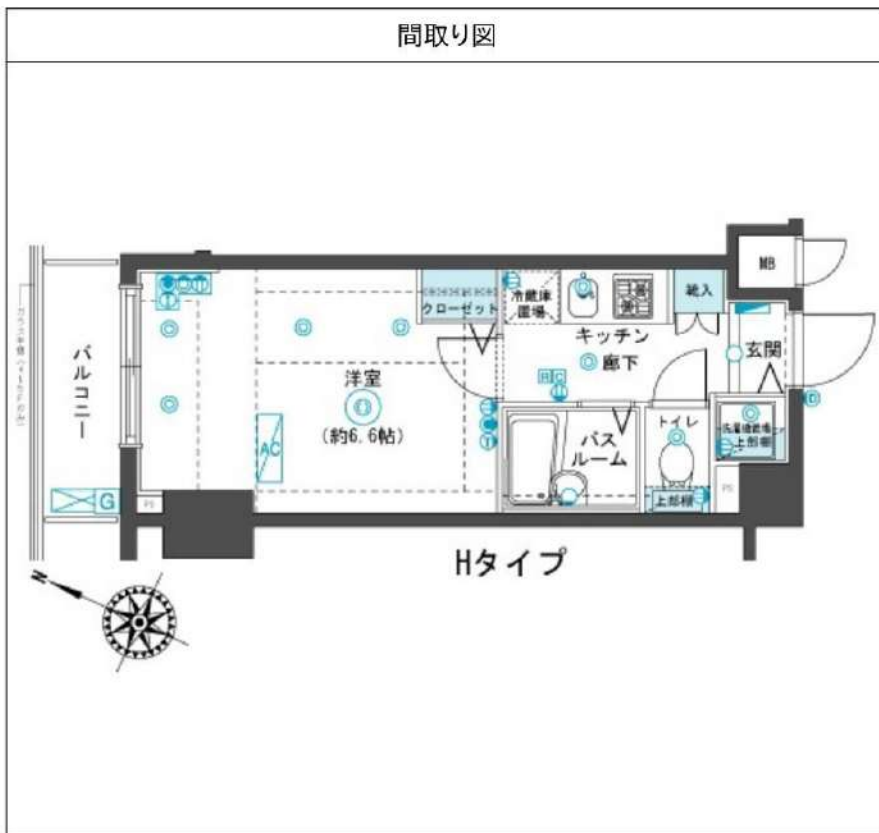 間取り図
MB
冷蔵庫
置場
クローゼット
納入
キッチン
廊下
玄関
洋室
(約6.6帖)
バルコニー
AC
トイレ
バス
ルーム
洗濯機置場
上部棚
上部棚
PS
PS
G
Hタイプ
N